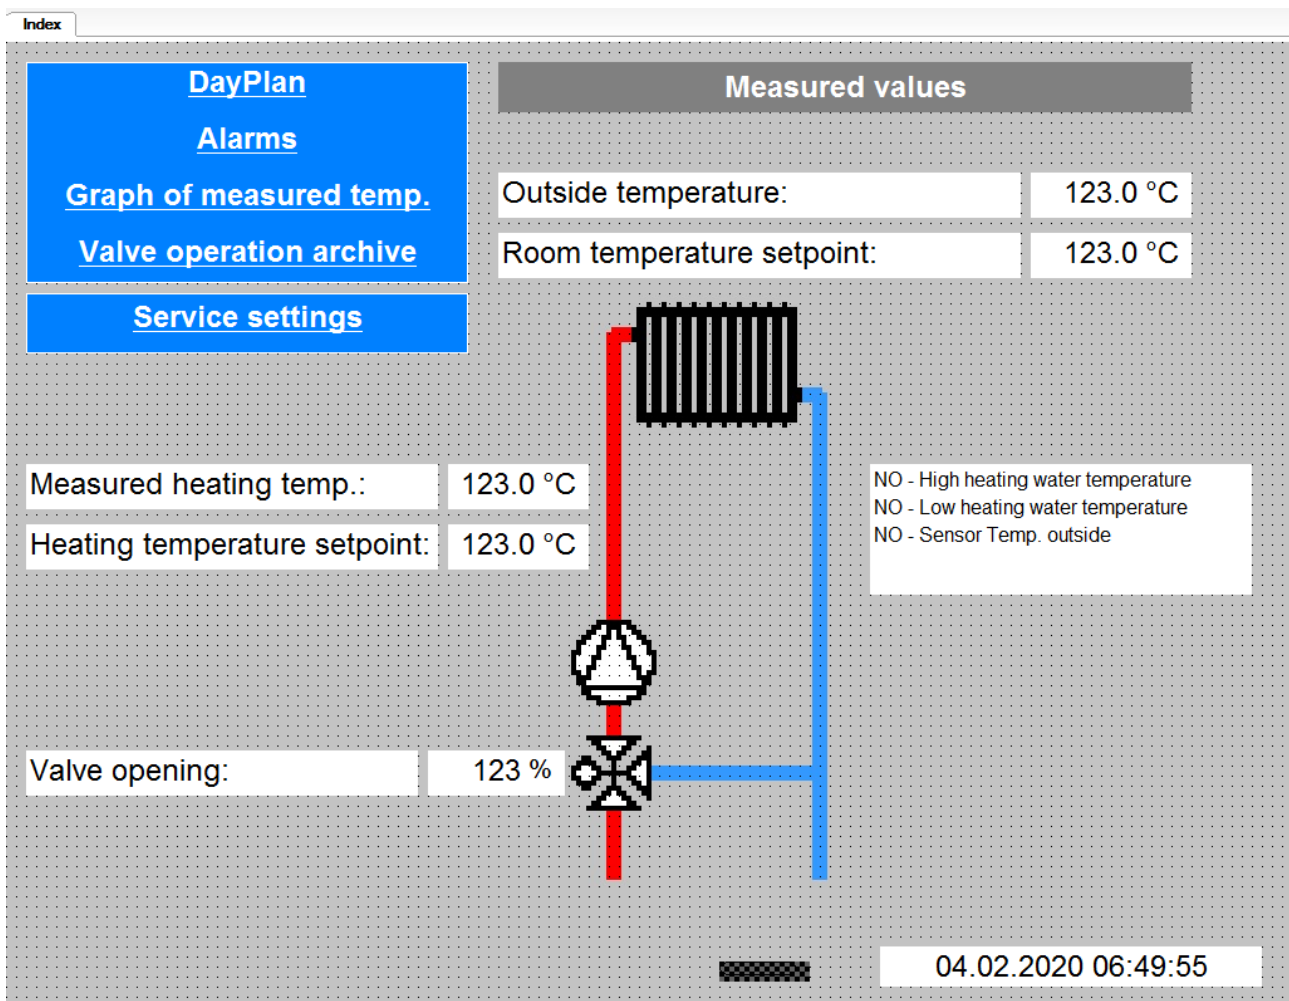 Index
DayPlan
Alarms
Graph of measured temp.
Valve operation archive
Service settings
Measured values
Outside temperature: 123.0 °C
Room temperature setpoint: 123.0 °C
Measured heating temp.: 123.0 °C
Heating temperature setpoint: 123.0 °C
NO - High heating water temperature
NO - Low heating water temperature
NO - Sensor Temp. outside
Valve opening: 123 %
04.02.2020 06:49:55